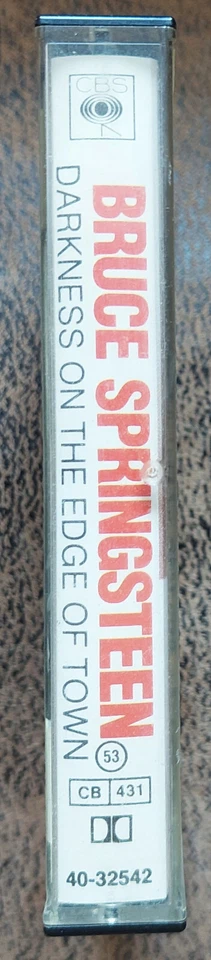 CBS
BRUCE SPRINGSTEEN
DARKNESS ON THE EDGE OF TOWN
53
CB 431
40-32542